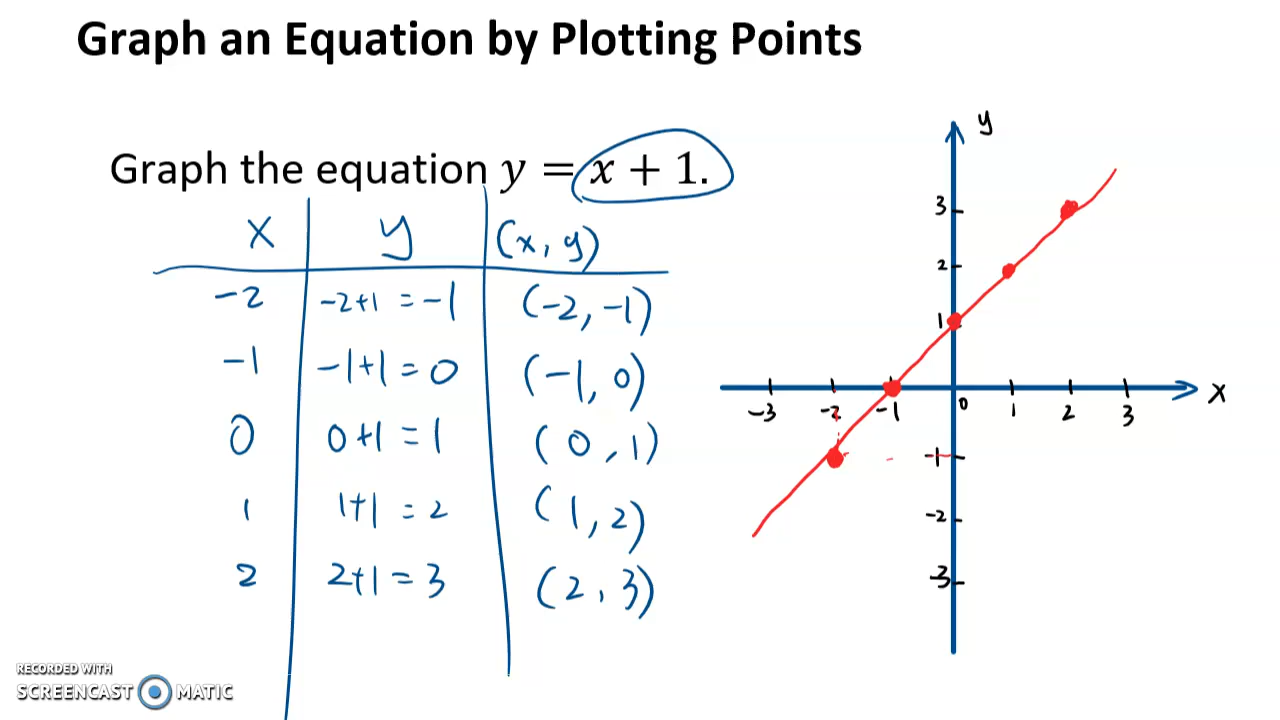 Graph an Equation by Plotting Points
Graph the equation y = x + 1.
x y (x, y)
-2 -2+1 = -1 (-2, -1)
-1 -1+1 = 0 (-1, 0)
0 0+1 = 1 (0, 1)
1 1+1 = 2 (1, 2)
2 2+1 = 3 (2, 3)
y
3
2
1
-3 -2 -1 0 1 2 3 x
-1
-2
-3
RECORDED WITH
SCREENCAST MATIC